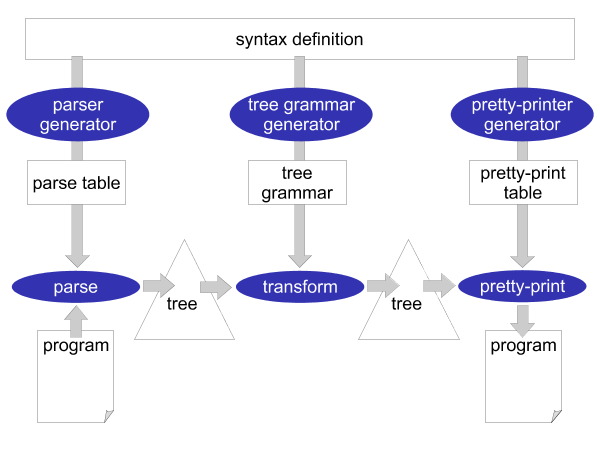 syntax definition
parser
generator
tree grammar
generator
pretty-printer
generator
parse table
tree
grammar
pretty-print
table
parse
tree
transform
tree
pretty-print
program
program